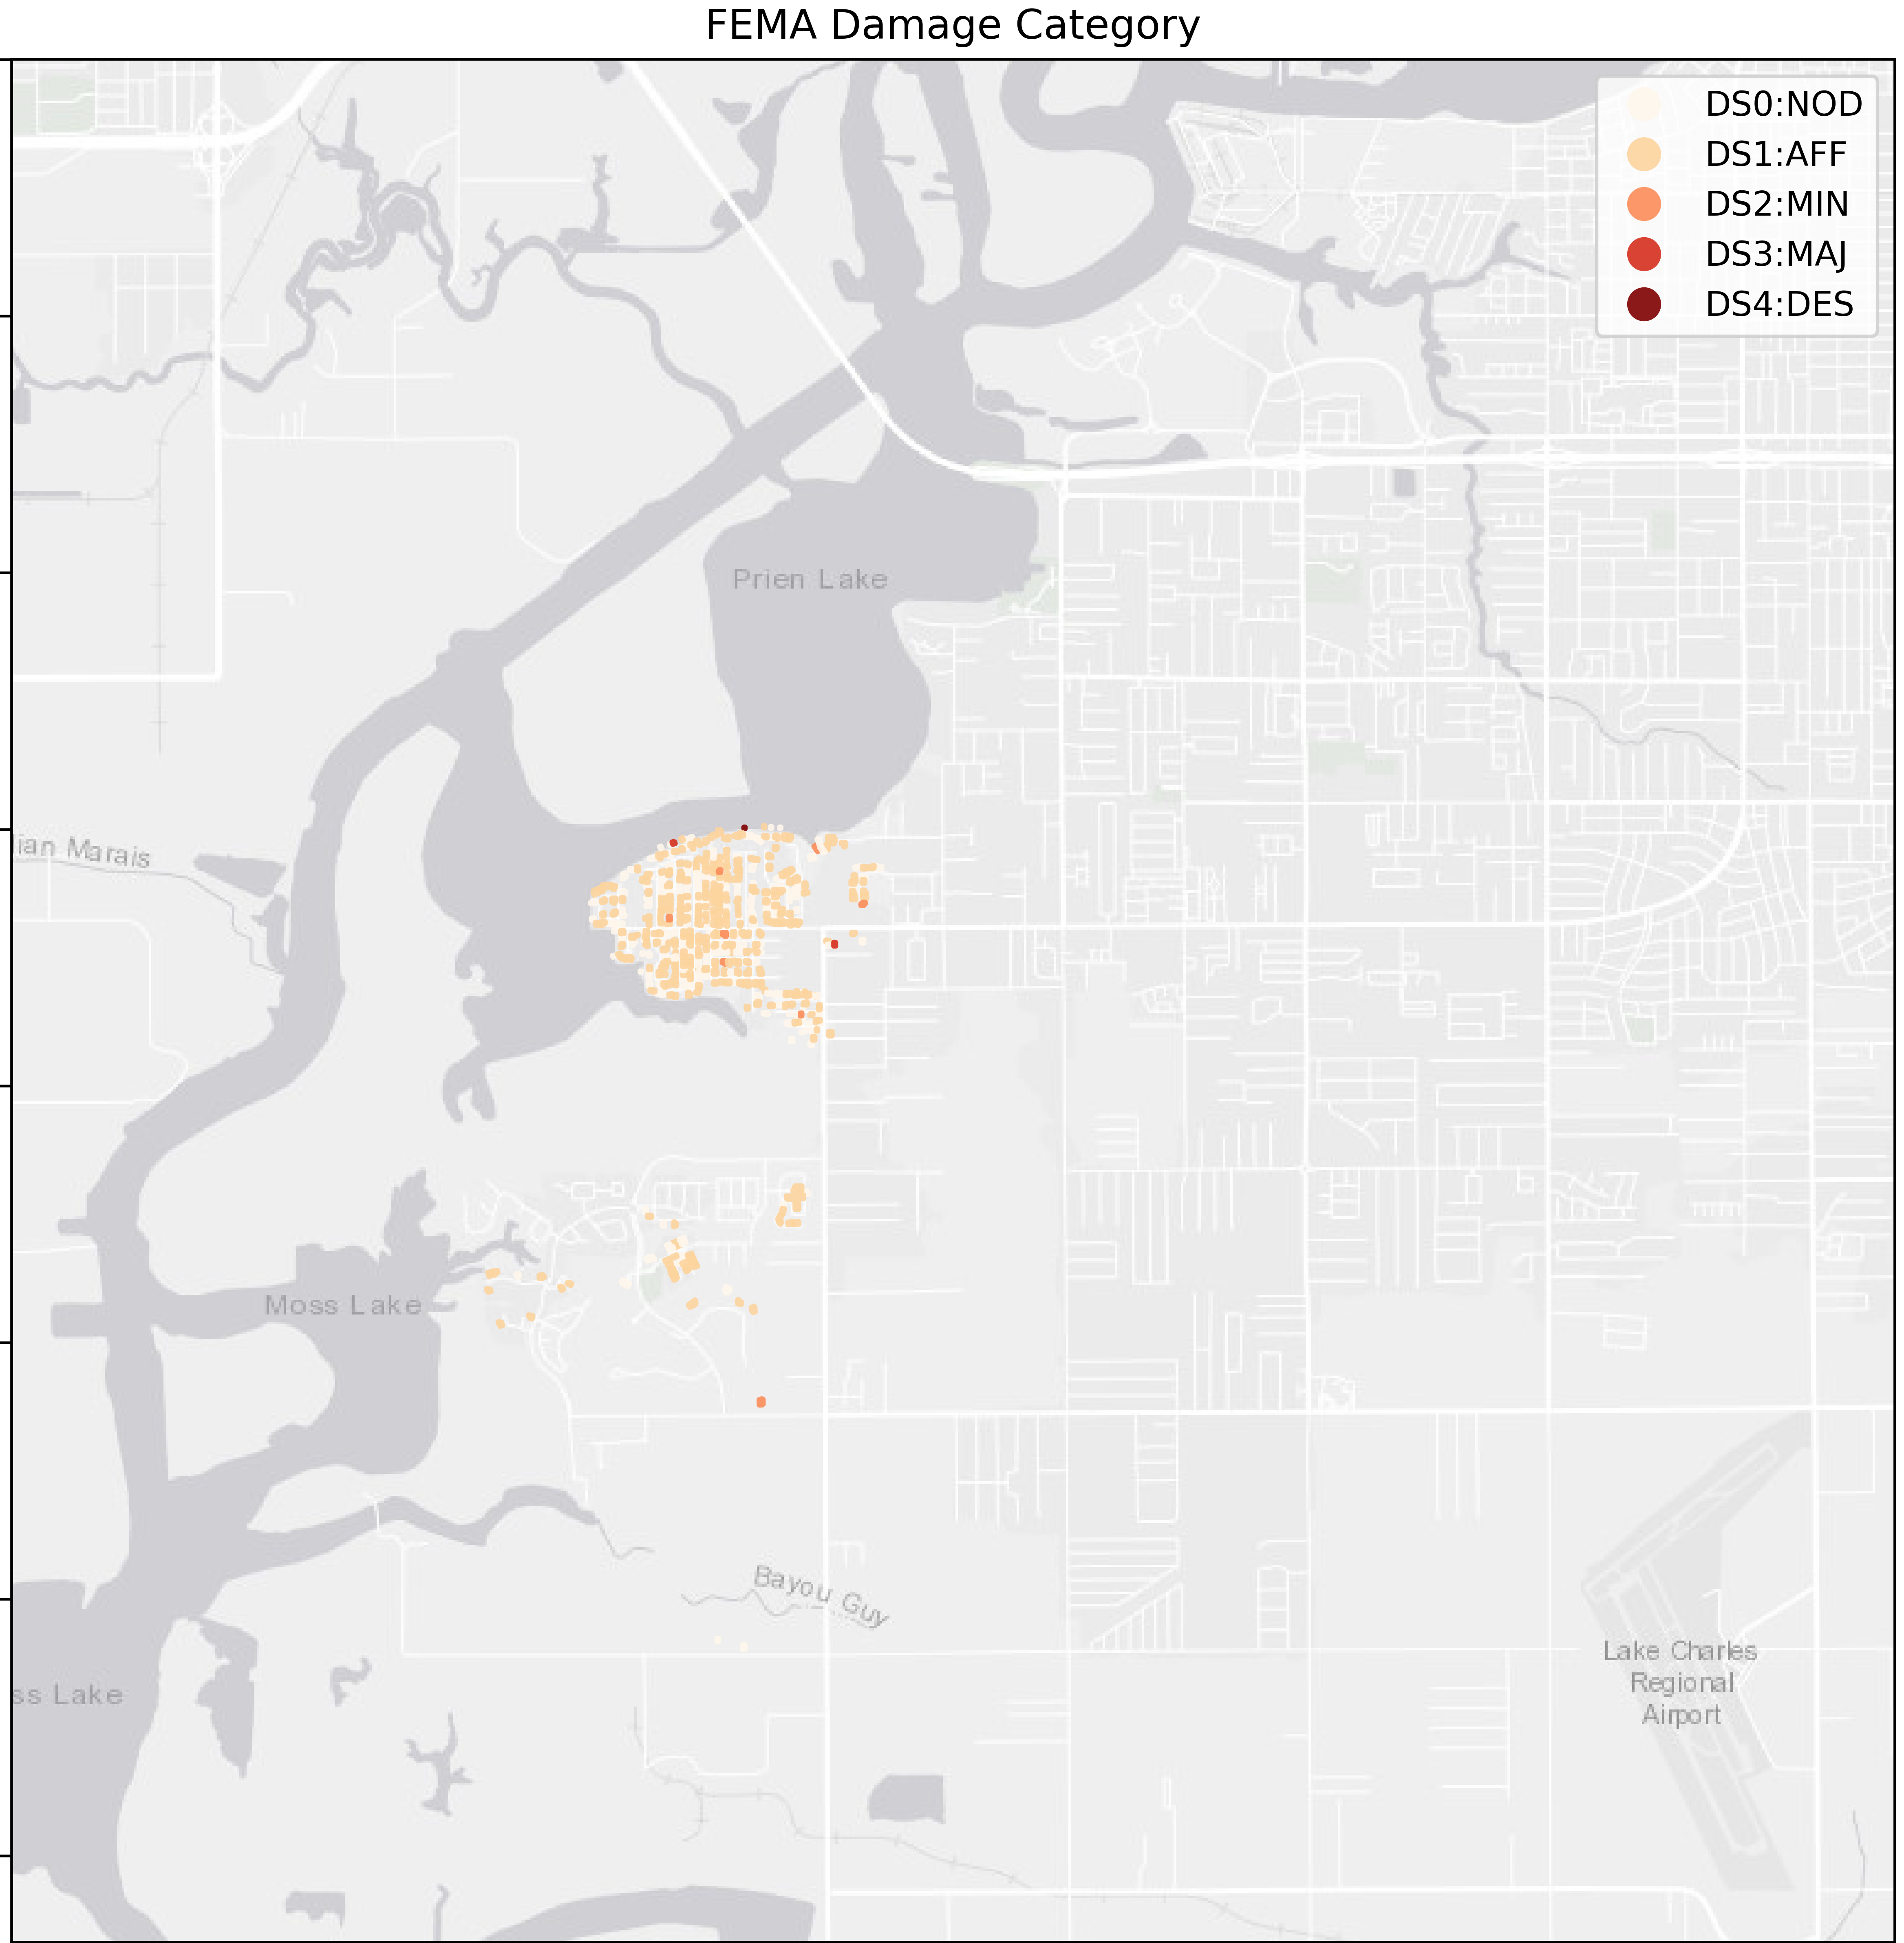 FEMA Damage Category
DS0:NOD
DS1:AFF
DS2:MIN
DS3:MAJ
DS4:DES
Prien Lake
ian Marais
Moss Lake
Bayou Guy
Lake Charles
Regional
Airport
ss Lake